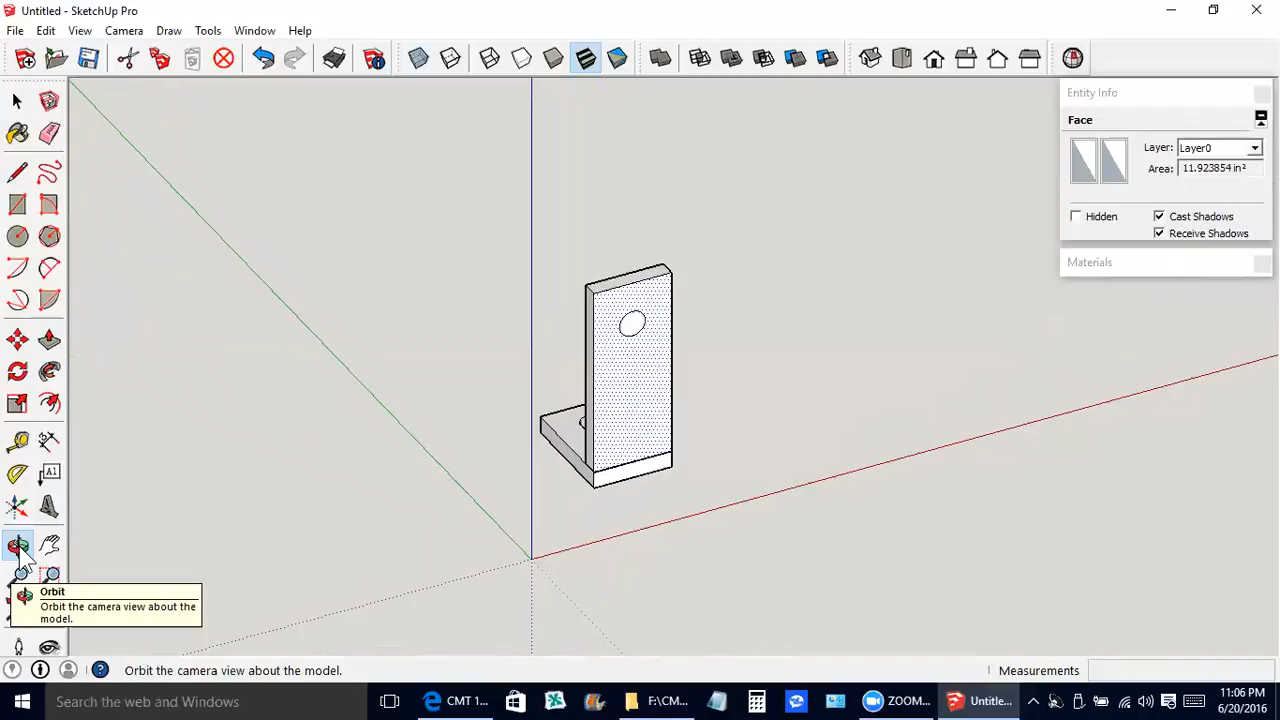 Untitled - SketchUp Pro
File Edit View Camera Draw Tools Window Help
Entity Info
Face
Layer: Layer0
Area: 11.923854 in²
Hidden Cast Shadows
Receive Shadows
Materials
A1
Orbit
Orbit the camera view about the
model.
Orbit the camera view about the model.
Measurements
Search the web and Windows
CMT 1...
F:\CM...
ZOOM...
Untitle...
11:06 PM
6/20/2016